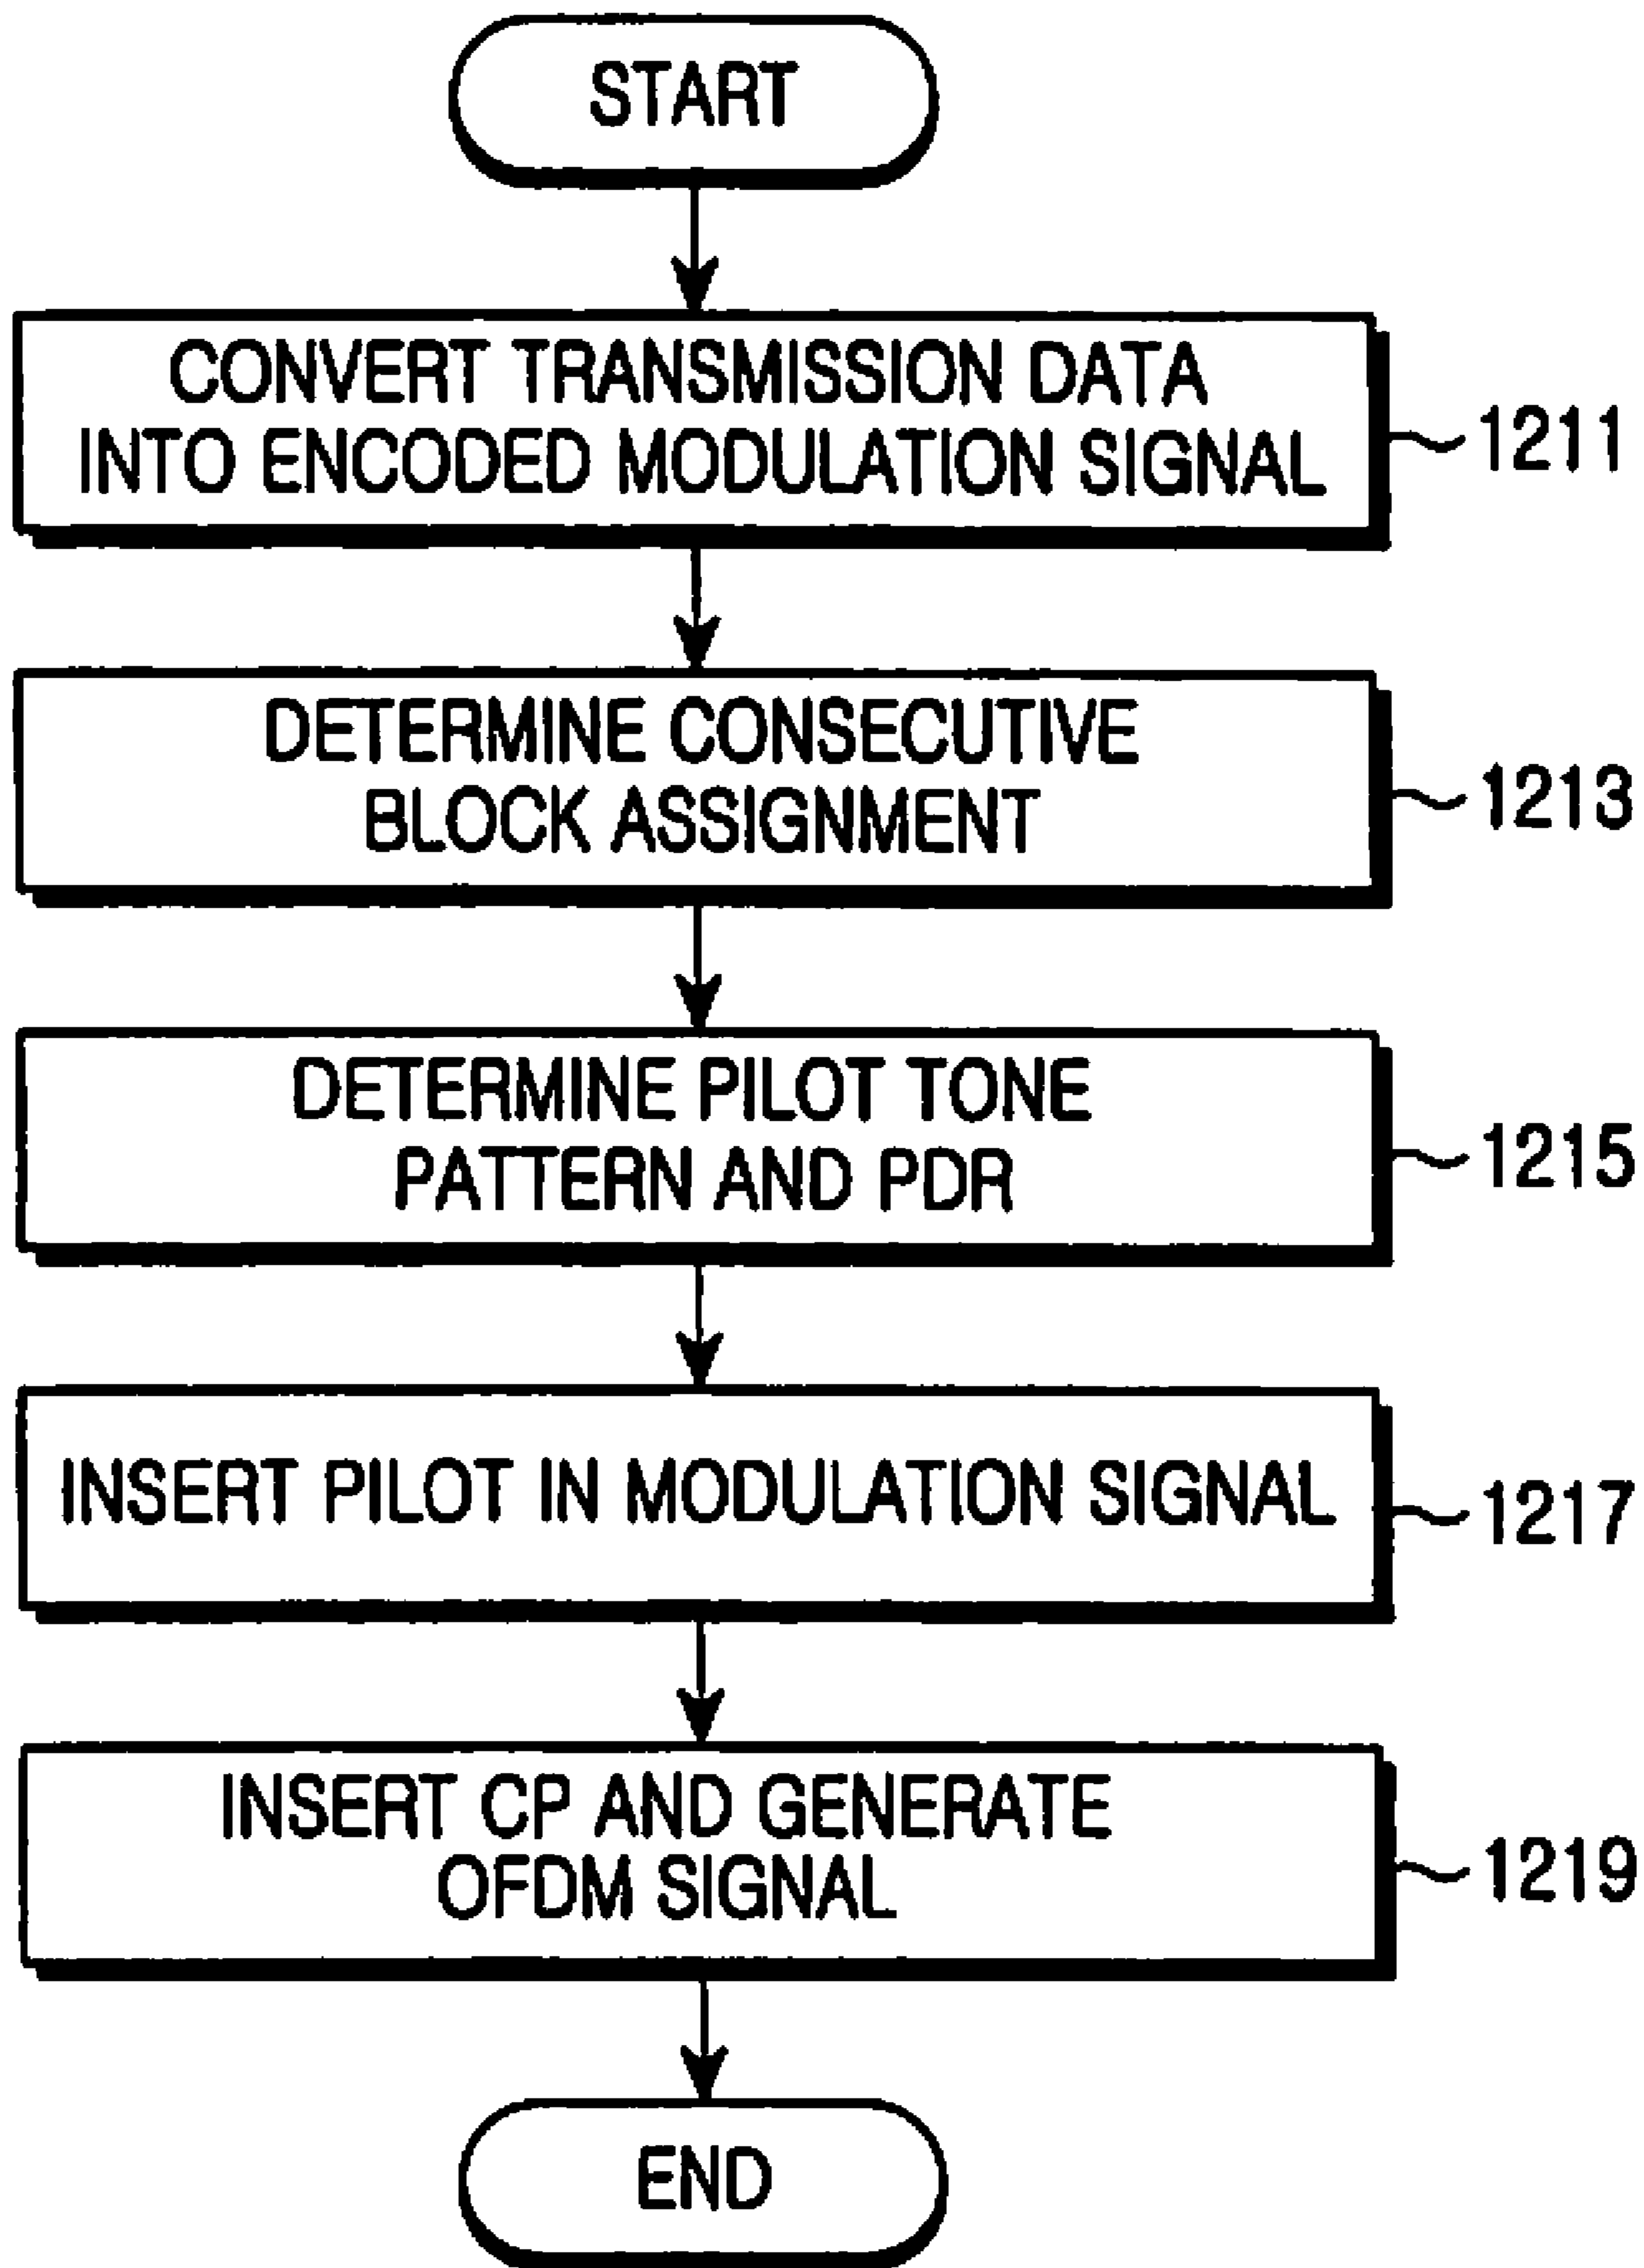 START
CONVERT TRANSMISSION DATA
INTO ENCODED MODULATION SIGNAL
1211
DETERMINE CONSECUTIVE
BLOCK ASSIGNMENT
1213
DETERMINE PILOT TONE
PATTERN AND PDR
1215
INSERT PILOT IN MODULATION SIGNAL
1217
INSERT CP AND GENERATE
OFDM SIGNAL
1219
END